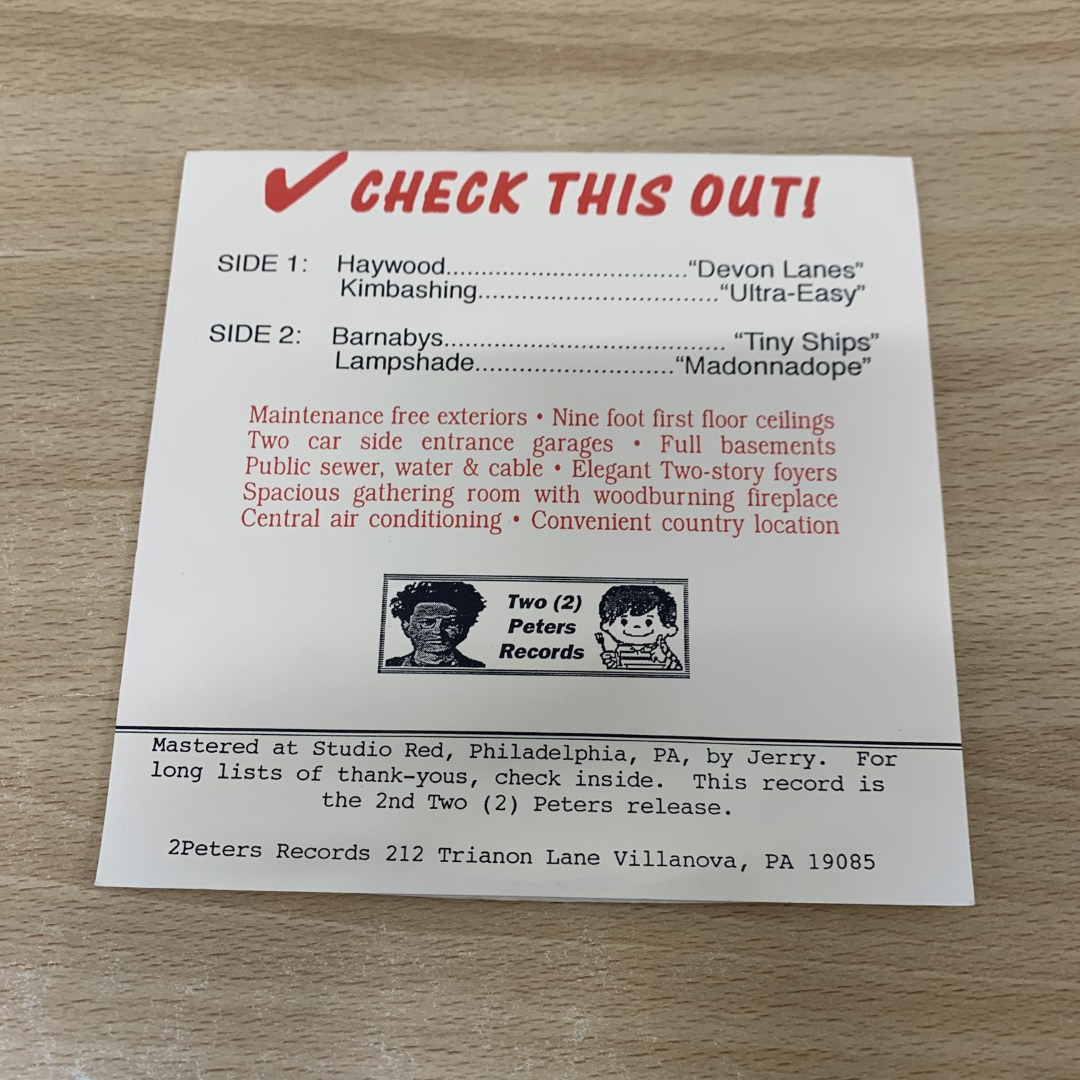 ✓ CHECK THIS OUT!
SIDE 1: Haywood..................................“Devon Lanes”
Kimbashing..................................“Ultra-Easy”
SIDE 2: Barnabys........................................ “Tiny Ships”
Lampshade............................“Madonnadope”
Maintenance free exteriors • Nine foot first floor ceilings
Two car side entrance garages • Full basements
Public sewer, water & cable • Elegant Two-story foyers
Spacious gathering room with woodburning fireplace
Central air conditioning • Convenient country location
Two (2)
Peters
Records
Mastered at Studio Red, Philadelphia, PA, by Jerry. For
long lists of thank-yous, check inside. This record is
the 2nd Two (2) Peters release.
2Peters Records 212 Trianon Lane Villanova, PA 19085